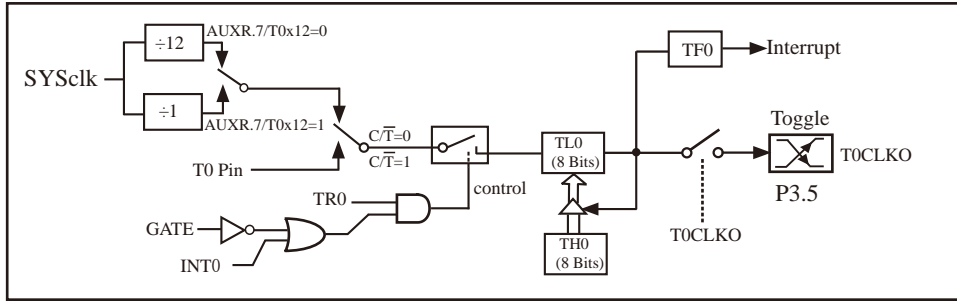 AUXR.7/T0x12=0
÷12
SYSclk
÷1
AUXR.7/T0x12=1
T0 Pin
C/T̅=0
C/T̅=1
control
TR0
GATE
INT0
TL0
(8 Bits)
TH0
(8 Bits)
TF0
Interrupt
Toggle
T0CLKO
P3.5
T0CLKO